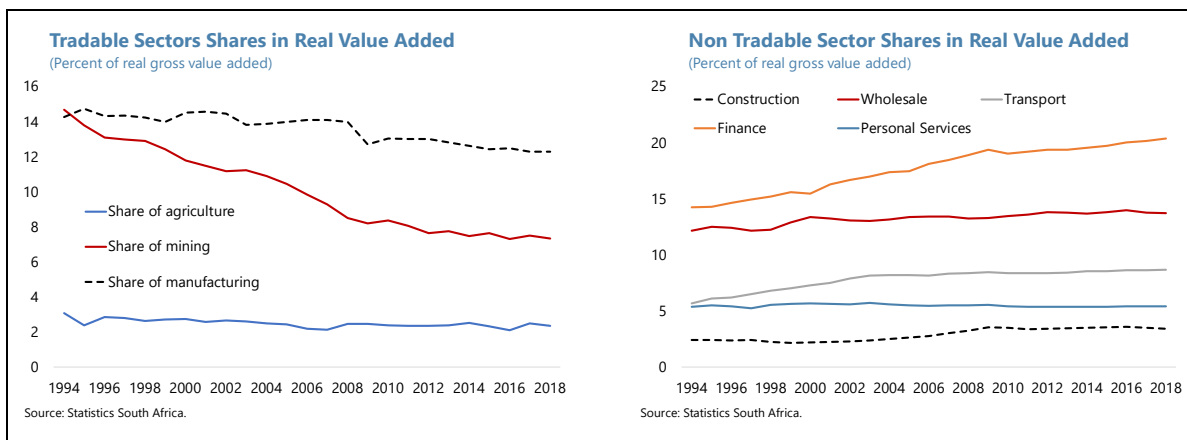 Tradable Sectors Shares in Real Value Added
(Percent of real gross value added)
16
14
12
10
8
6
4
2
0
Share of agriculture
Share of mining
Share of manufacturing
1994 1996 1998 2000 2002 2004 2006 2008 2010 2012 2014 2016 2018
Source: Statistics South Africa.
Non Tradable Sector Shares in Real Value Added
(Percent of real gross value added)
25
20
15
10
5
0
Construction Wholesale Transport
Finance Personal Services
1994 1996 1998 2000 2002 2004 2006 2008 2010 2012 2014 2016 2018
Source: Statistics South Africa.